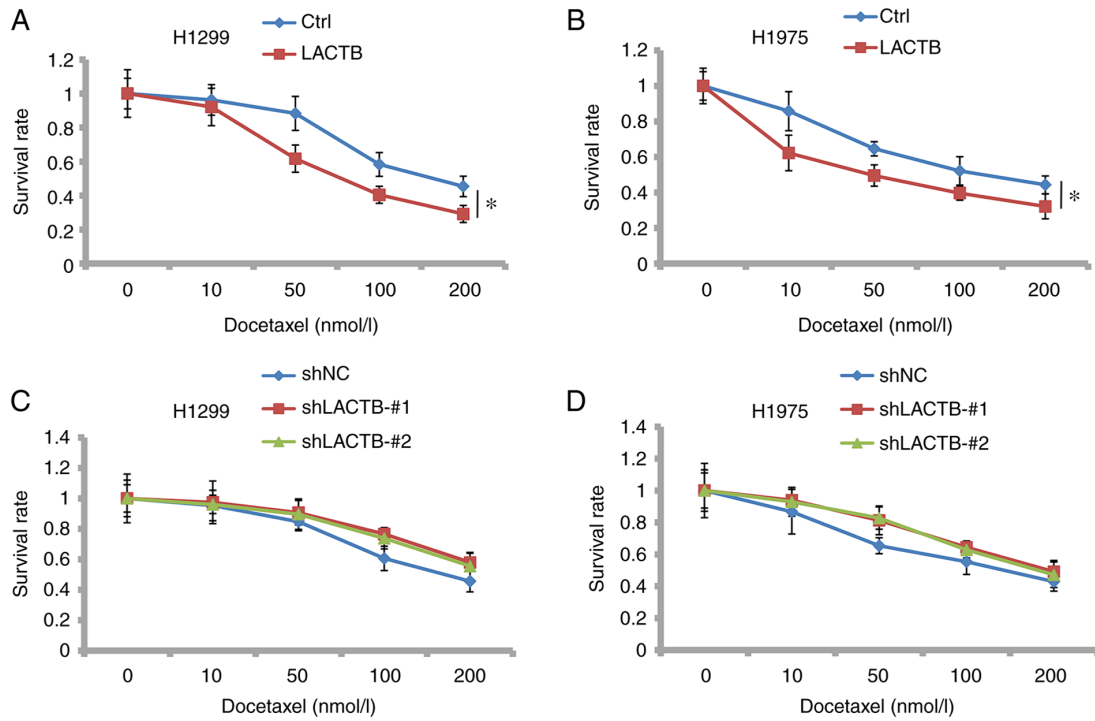 A
H1299
Ctrl
LACTB
Survival rate
1.2
1
0.8
0.6
0.4
0.2
0
*
0 10 50 100 200
Docetaxel (nmol/l)
B
H1975
Ctrl
LACTB
Survival rate
1.2
1
0.8
0.6
0.4
0.2
0
*
0 10 50 100 200
Docetaxel (nmol/l)
C
H1299
shNC
shLACTB-#1
shLACTB-#2
Survival rate
1.4
1.2
1
0.8
0.6
0.4
0.2
0
0 10 50 100 200
Docetaxel (nmol/l)
D
H1975
shNC
shLACTB-#1
shLACTB-#2
Survival rate
1.4
1.2
1
0.8
0.6
0.4
0.2
0
0 10 50 100 200
Docetaxel (nmol/l)